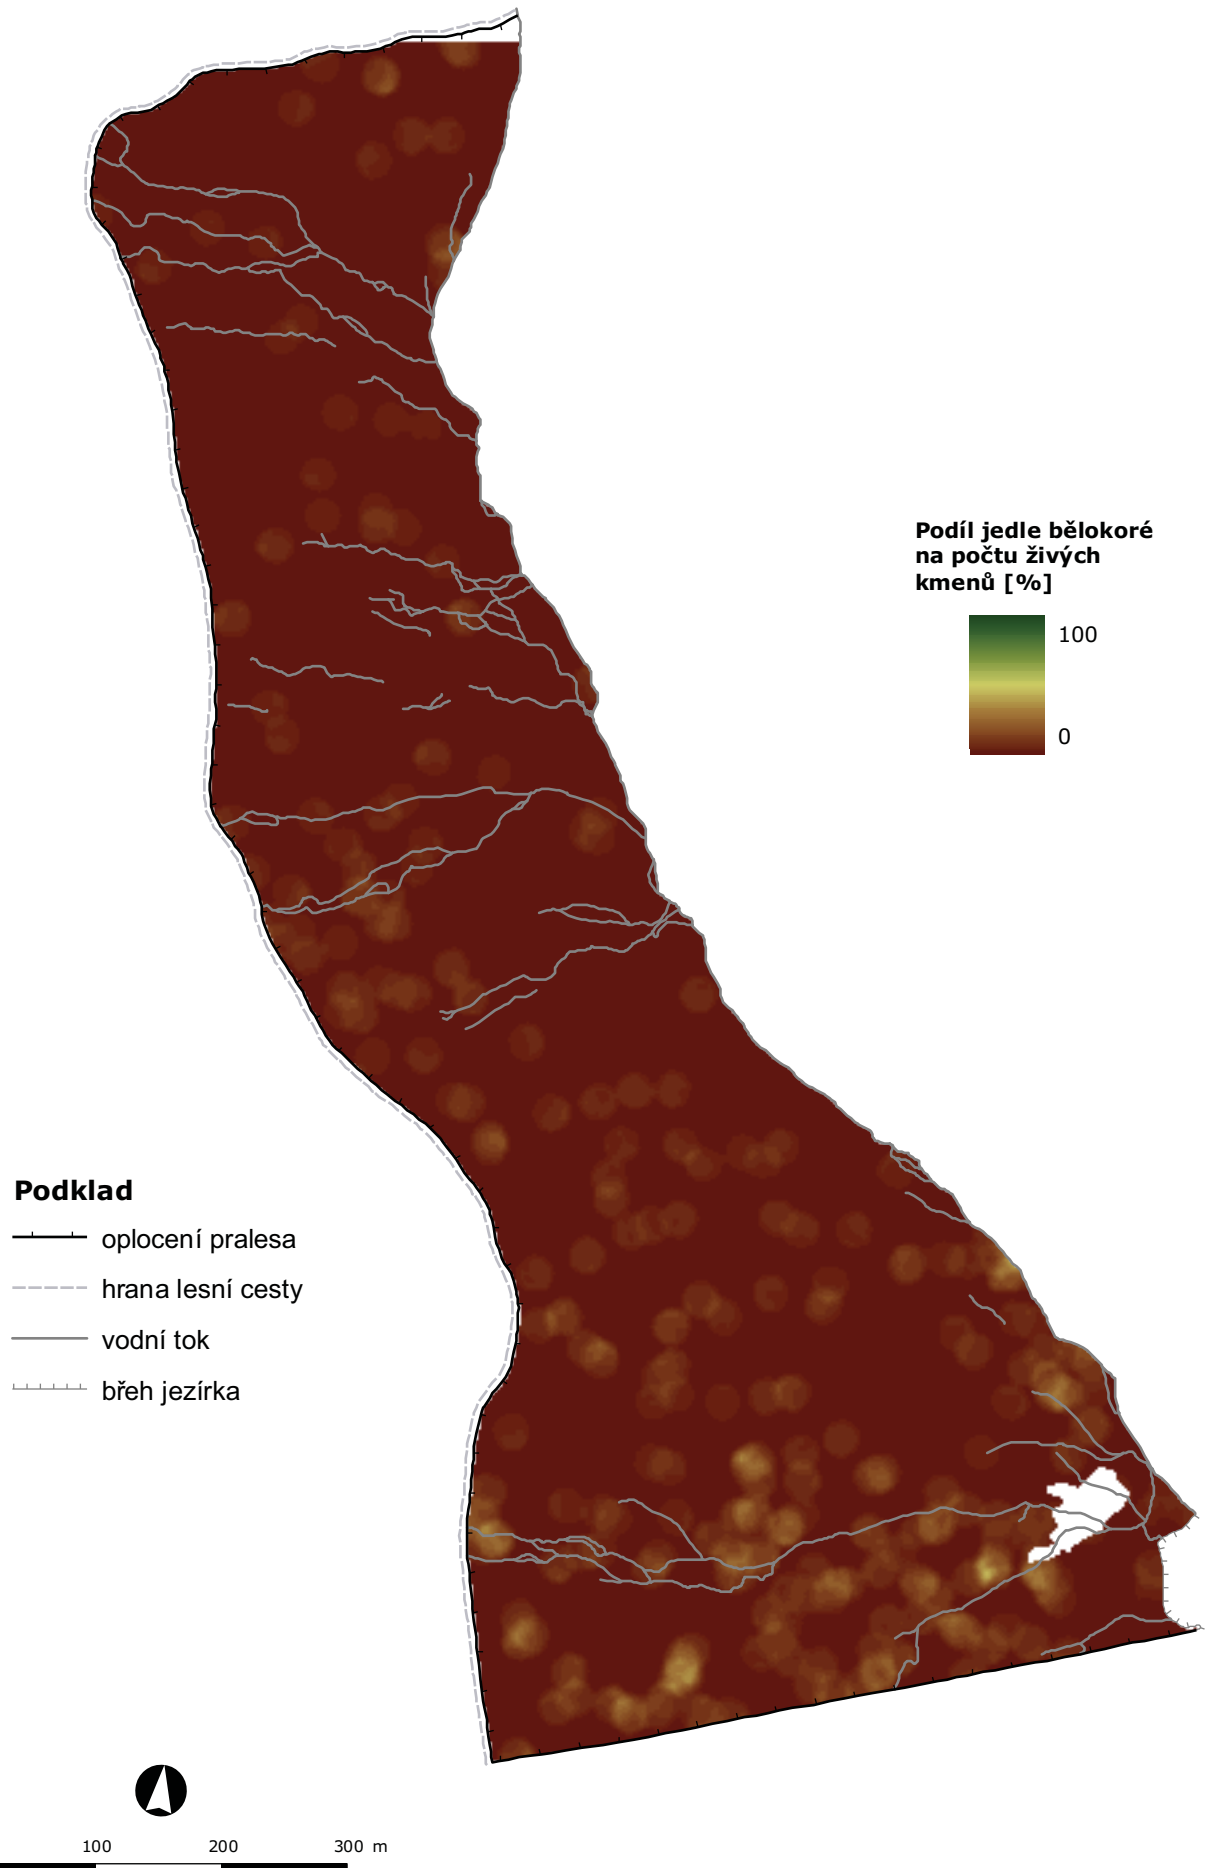 Podíl jedle bělokoré
na počtu živých
kmenů [%]
100
0
Podklad
oplocení pralesa
hrana lesní cesty
vodní tok
břeh jezírka
100 200 300 m